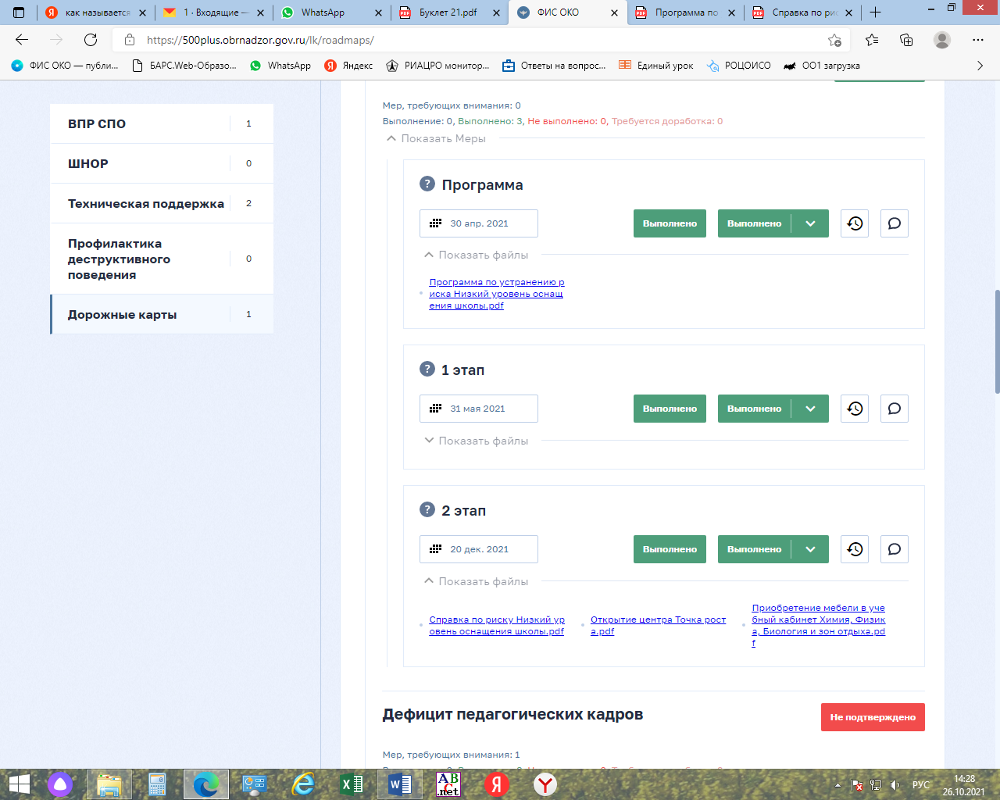 как называется
1 · Входящие —
WhatsApp
Буклет 21.pdf
ФИС ОКО
Программа по
Справка по рис
https://500plus.obrnadzor.gov.ru/lk/roadmaps/
ФИС ОКО — публи...
БАРС.Web-Образо...
WhatsApp
Яндекс
РИАЦРО монитор...
Ответы на вопрос...
Единый урок
РОЦОИСО
ОО1 загрузка
ВПР СПО 1
ШНОР 0
Техническая поддержка 2
Профилактика
деструктивного
поведения
0
Дорожные карты 1
Мер, требующих внимания: 0
Выполнение: 0, Выполнено: 3, Не выполнено: 0, Требуется доработка: 0
Показать Меры
? Программа
30 апр. 2021 Выполнено Выполнено
Показать файлы
Программа по устранению р
иска Низкий уровень оснащ
ения школы.pdf
? 1 этап
31 мая 2021 Выполнено Выполнено
Показать файлы
? 2 этап
20 дек. 2021 Выполнено Выполнено
Показать файлы
Справка по риску Низкий ур
овень оснащения школы.pdf
Открытие центра Точка рост
а.pdf
Приобретение мебели в уче
бный кабинет Химия, Физик
а, Биология и зон отдыха.pd
f
Дефицит педагогических кадров
Не подтверждено
Мер, требующих внимания: 1
ABC.net
РУС
14:28
26.10.2021